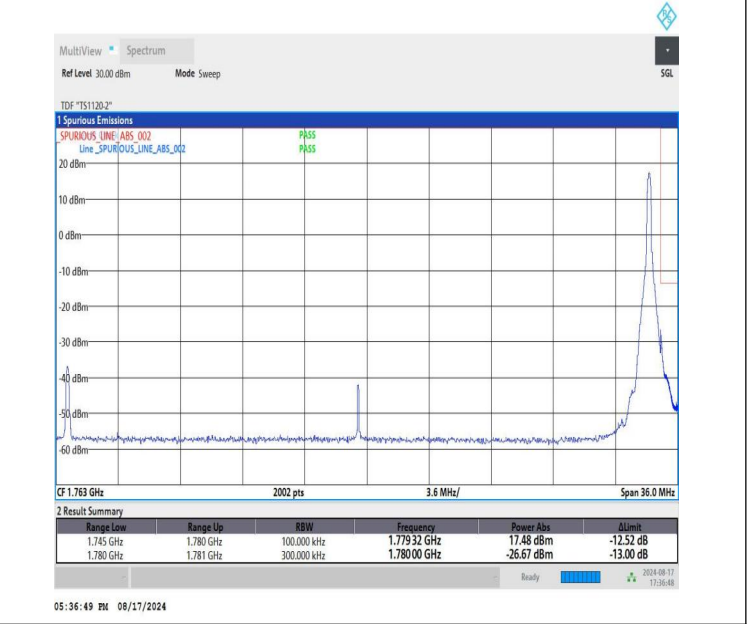 MultiView Spectrum
Ref Level 30.00 dBm Mode Sweep SGL
TDF "TS1120-2"
1 Spurious Emissions
_SPURIOUS_LINE_ABS_002 PASS
Line _SPURIOUS_LINE_ABS_002 PASS
20 dBm
10 dBm
0 dBm
-10 dBm
-20 dBm
-30 dBm
-40 dBm
-50 dBm
-60 dBm
CF 1.763 GHz 2002 pts 3.6 MHz/ Span 36.0 MHz
2 Result Summary
Range Low Range Up RBW Frequency Power Abs ΔLimit
1.745 GHz 1.780 GHz 100.000 kHz 1.77932 GHz 17.48 dBm -12.52 dB
1.780 GHz 1.781 GHz 300.000 kHz 1.78000 GHz -26.67 dBm -13.00 dB
Ready 2024-08-17
17:36:48
05:36:49 PM 08/17/2024